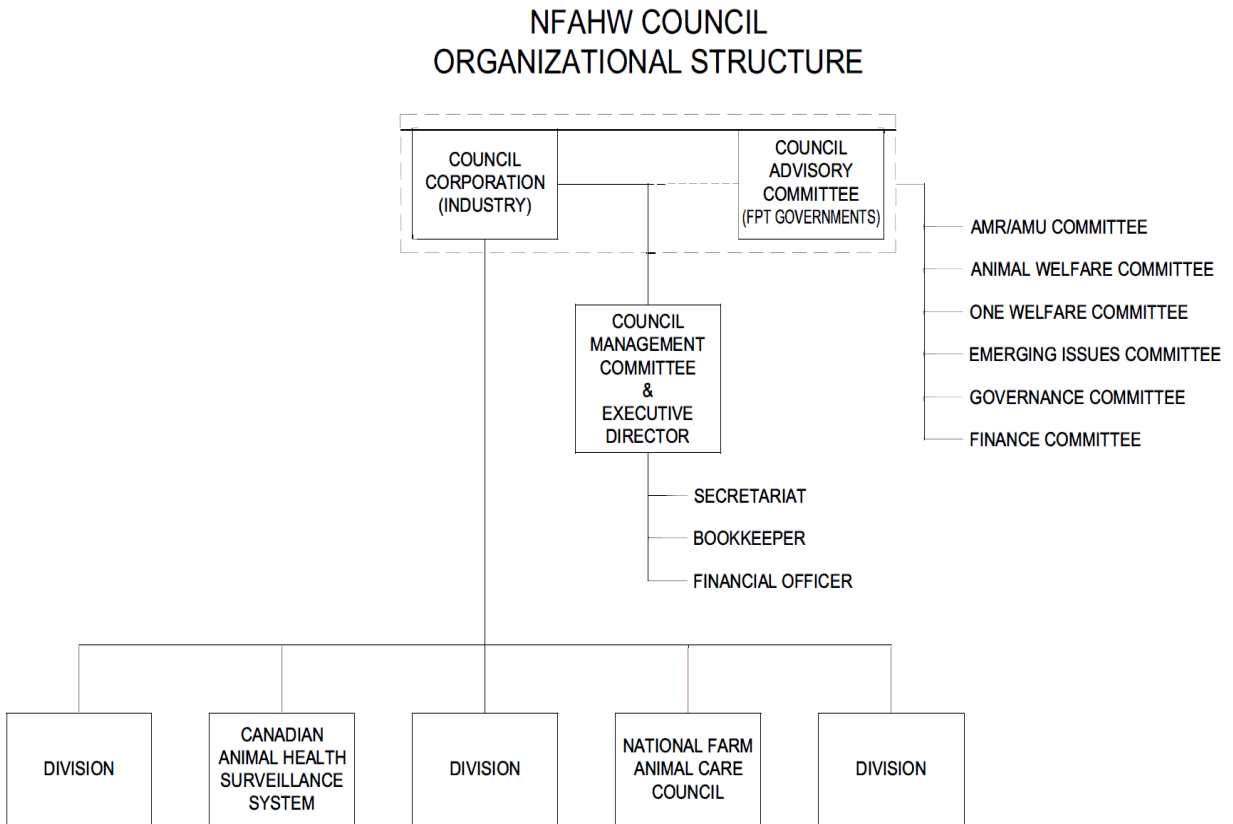 NFAHW COUNCIL
ORGANIZATIONAL STRUCTURE
COUNCIL
CORPORATION
(INDUSTRY)
COUNCIL
ADVISORY
COMMITTEE
(FPT GOVERNMENTS)
AMR/AMU COMMITTEE
ANIMAL WELFARE COMMITTEE
ONE WELFARE COMMITTEE
EMERGING ISSUES COMMITTEE
GOVERNANCE COMMITTEE
FINANCE COMMITTEE
COUNCIL
MANAGEMENT
COMMITTEE
&
EXECUTIVE
DIRECTOR
SECRETARIAT
BOOKKEEPER
FINANCIAL OFFICER
DIVISION
CANADIAN
ANIMAL HEALTH
SURVEILLANCE
SYSTEM
DIVISION
NATIONAL FARM
ANIMAL CARE
COUNCIL
DIVISION